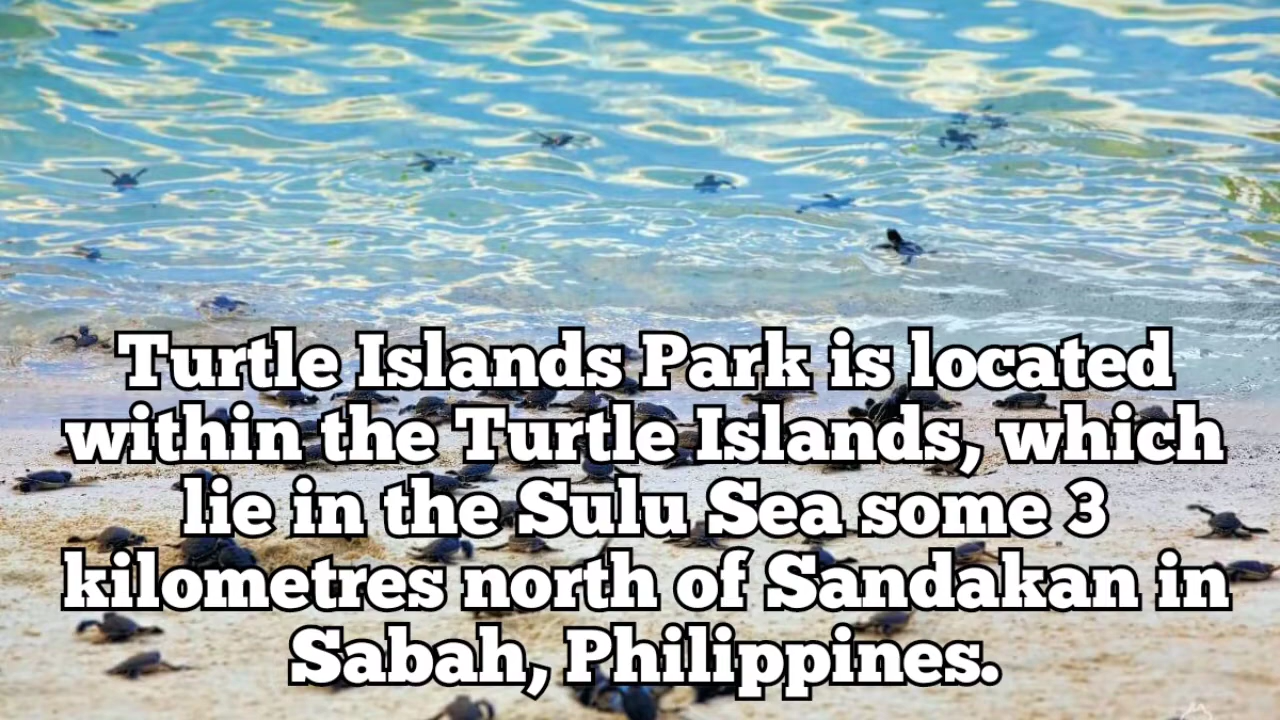 Turtle Islands Park is located
within the Turtle Islands, which
lie in the Sulu Sea some 3
kilometres north of Sandakan in
Sabah, Philippines.